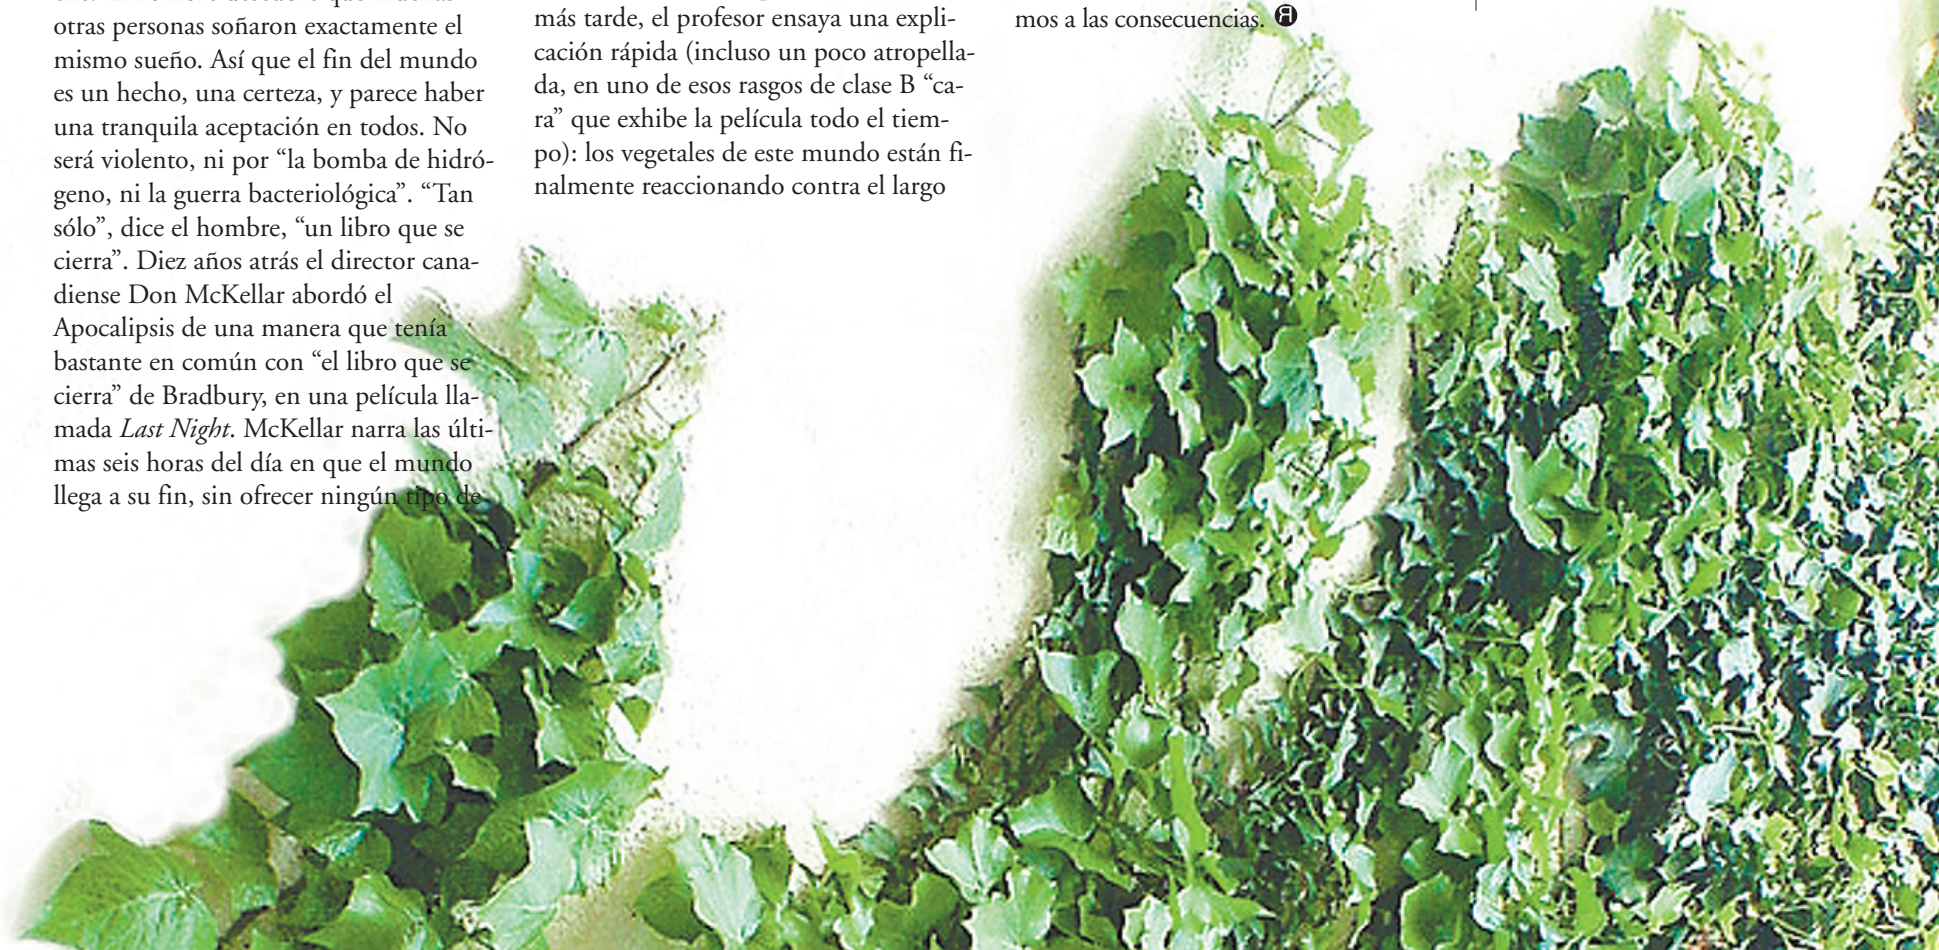 otras personas soñaron exactamente el
mismo sueño. Así que el fin del mundo
es un hecho, una certeza, y parece haber
una tranquila aceptación en todos. No
será violento, ni por “la bomba de hidró-
geno, ni la guerra bacteriológica”. “Tan
sólo”, dice el hombre, “un libro que se
cierra”. Diez años atrás el director cana-
diense Don McKellar abordó el
Apocalipsis de una manera que tenía
bastante en común con “el libro que se
cierra” de Bradbury, en una película lla-
mada Last Night. McKellar narra las últi-
mas seis horas del día en que el mundo
llega a su fin, sin ofrecer ningún tipo de
más tarde, el profesor ensaya una expli-
cación rápida (incluso un poco atropella-
da, en uno de esos rasgos de clase B “ca-
ra” que exhibe la película todo el tiem-
po): los vegetales de este mundo están fi-
nalmente reaccionando contra el largo
mos a las consecuencias.